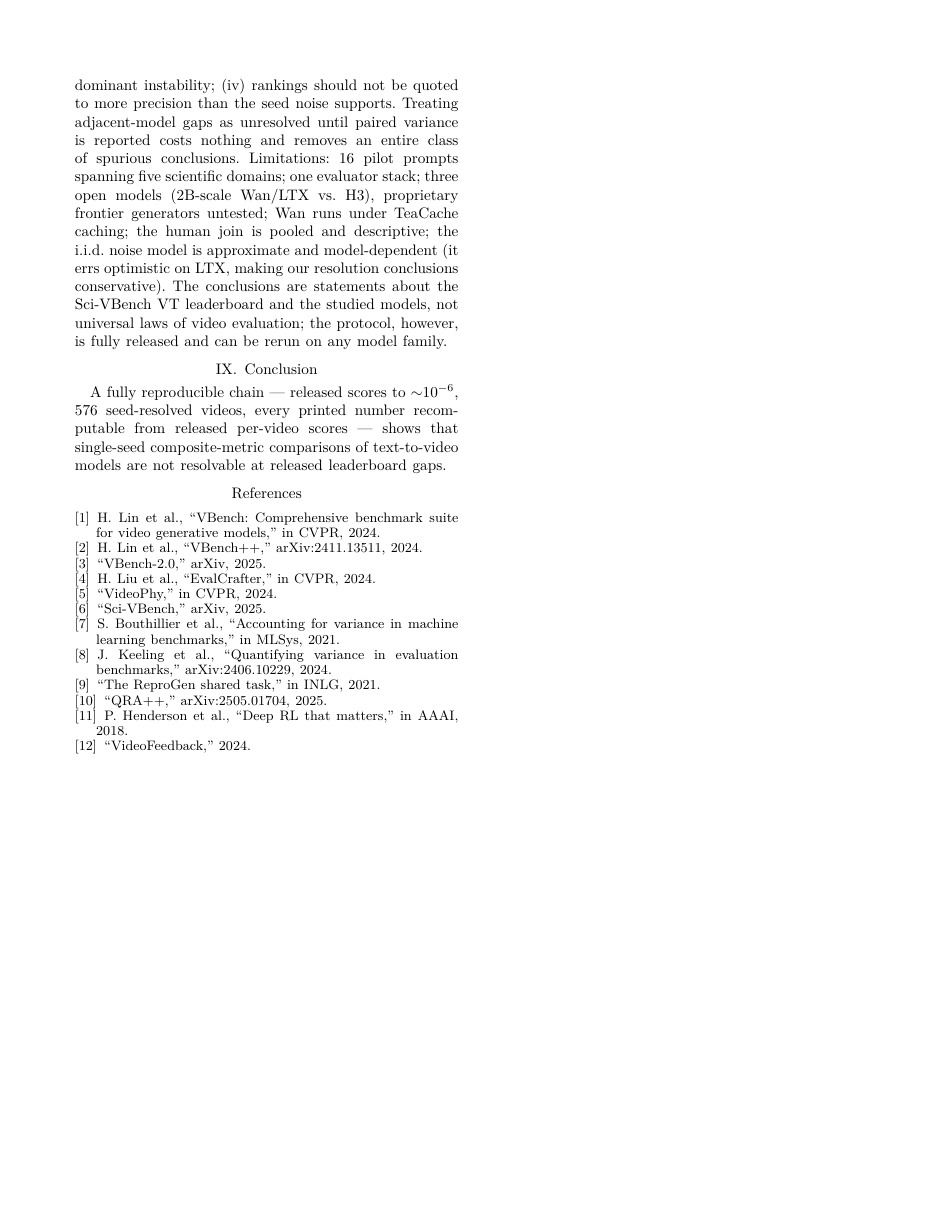 dominant instability; (iv) rankings should not be quoted
to more precision than the seed noise supports. Treating
adjacent-model gaps as unresolved until paired variance
is reported costs nothing and removes an entire class
of spurious conclusions. Limitations: 16 pilot prompts
spanning five scientific domains; one evaluator stack; three
open models (2B-scale Wan/LTX vs. H3), proprietary
frontier generators untested; Wan runs under TeaCache
caching; the human join is pooled and descriptive; the
i.i.d. noise model is approximate and model-dependent (it
errs optimistic on LTX, making our resolution conclusions
conservative). The conclusions are statements about the
Sci-VBench VT leaderboard and the studied models, not
universal laws of video evaluation; the protocol, however,
is fully released and can be rerun on any model family.
IX. Conclusion
A fully reproducible chain — released scores to ∼10⁻⁶,
576 seed-resolved videos, every printed number recom-
putable from released per-video scores — shows that
single-seed composite-metric comparisons of text-to-video
models are not resolvable at released leaderboard gaps.
References
[1] H. Lin et al., “VBench: Comprehensive benchmark suite
for video generative models,” in CVPR, 2024.
[2] H. Lin et al., “VBench++,” arXiv:2411.13511, 2024.
[3] “VBench-2.0,” arXiv, 2025.
[4] H. Liu et al., “EvalCrafter,” in CVPR, 2024.
[5] “VideoPhy,” in CVPR, 2024.
[6] “Sci-VBench,” arXiv, 2025.
[7] S. Bouthillier et al., “Accounting for variance in machine
learning benchmarks,” in MLSys, 2021.
[8] J. Keeling et al., “Quantifying variance in evaluation
benchmarks,” arXiv:2406.10229, 2024.
[9] “The ReproGen shared task,” in INLG, 2021.
[10] “QRA++,” arXiv:2505.01704, 2025.
[11] P. Henderson et al., “Deep RL that matters,” in AAAI,
2018.
[12] “VideoFeedback,” 2024.